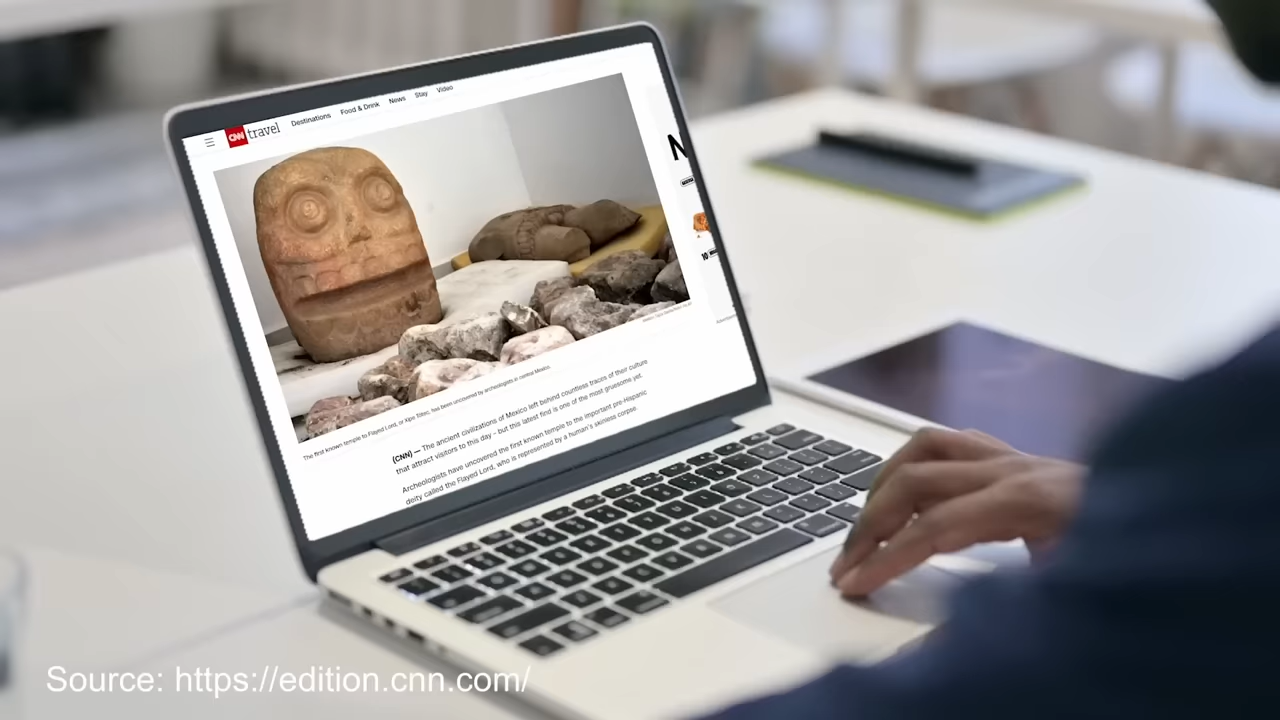 CNN travel Destinations Food & Drink News Stay Video
The first known temple to Flayed Lord, or Xipe Tótec, has been uncovered by archeologists in central Mexico.
(CNN) — The ancient civilizations of Mexico left behind countless traces of their culture
that attract visitors to this day – but this latest find is one of the most gruesome yet.
Archeologists have uncovered the first known temple to the important pre-Hispanic
deity called the Flayed Lord, who is represented by a human's skinless corpse.
N
Source: https://edition.cnn.com/